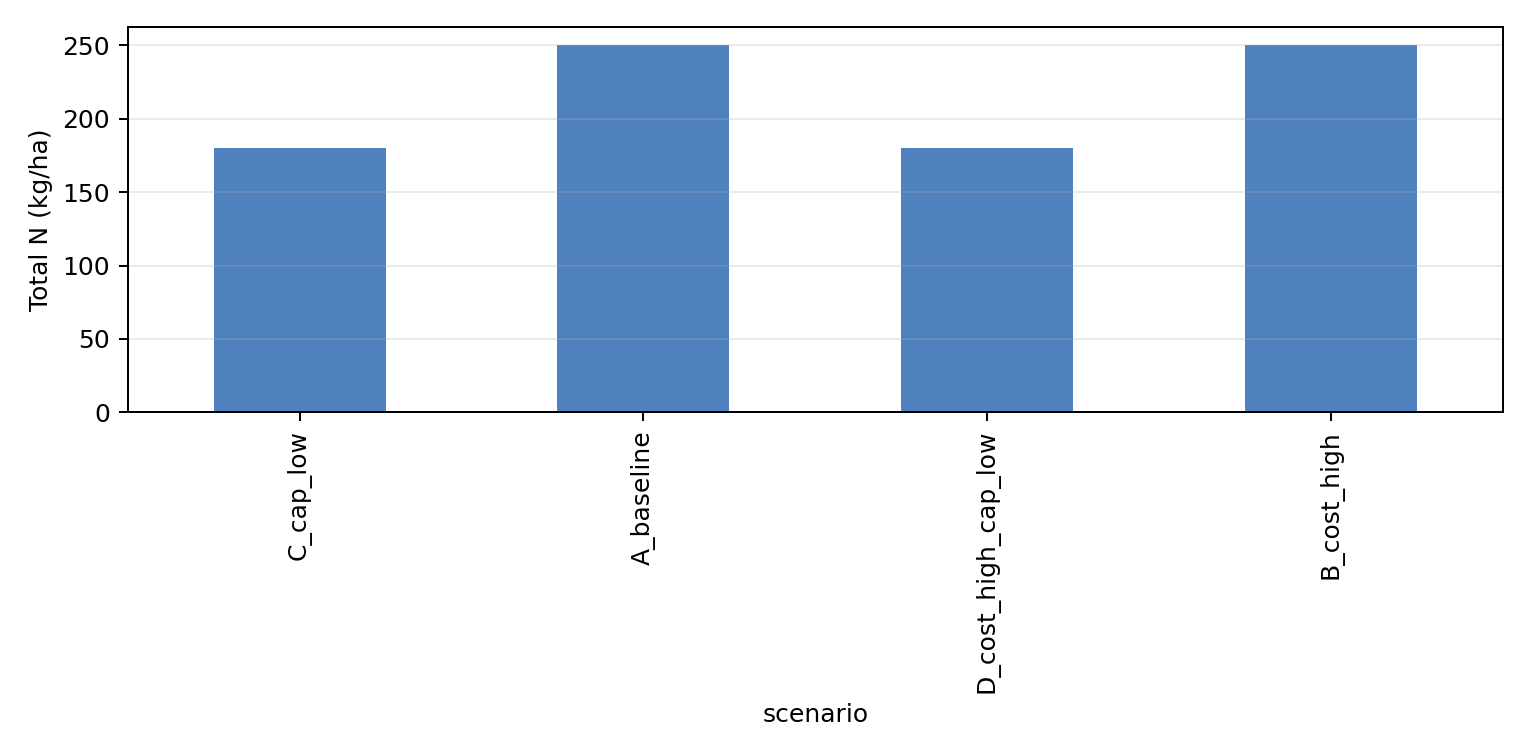 Total N (kg/ha)
250
200
150
100
50
0
C_cap_low
A_baseline
D_cost_high_cap_low
B_cost_high
scenario